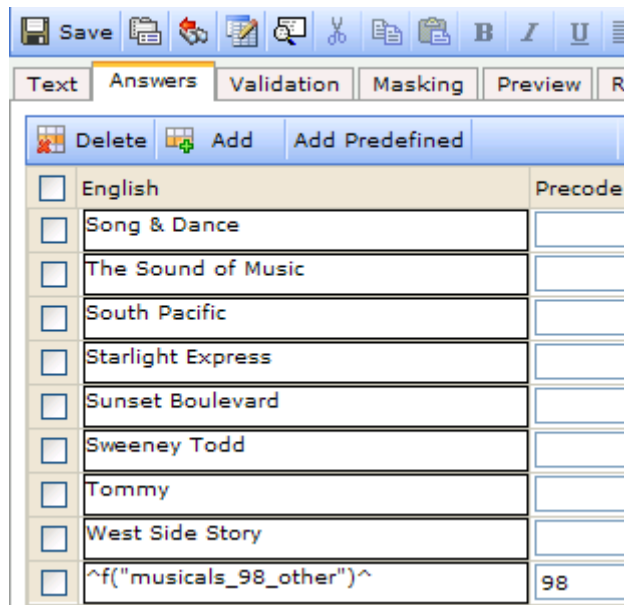 Save B I U
Text Answers Validation Masking Preview R
Delete Add Add Predefined
English Precode
Song & Dance
The Sound of Music
South Pacific
Starlight Express
Sunset Boulevard
Sweeney Todd
Tommy
West Side Story
^f("musicals_98_other")^ 98